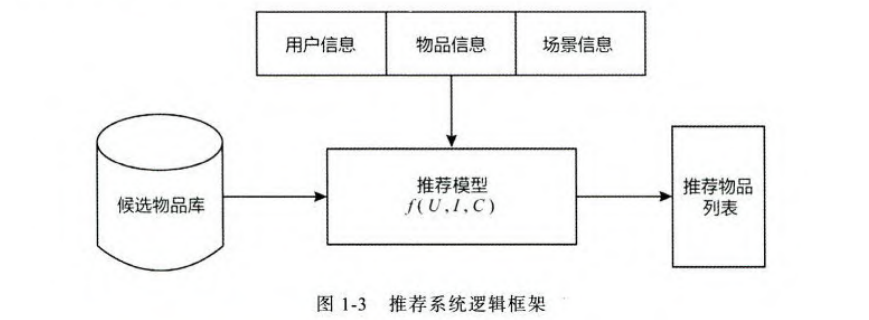 用户信息 物品信息 场景信息
候选物品库
推荐模型
f(U,I,C)
推荐物品
列表
图 1-3 推荐系统逻辑框架